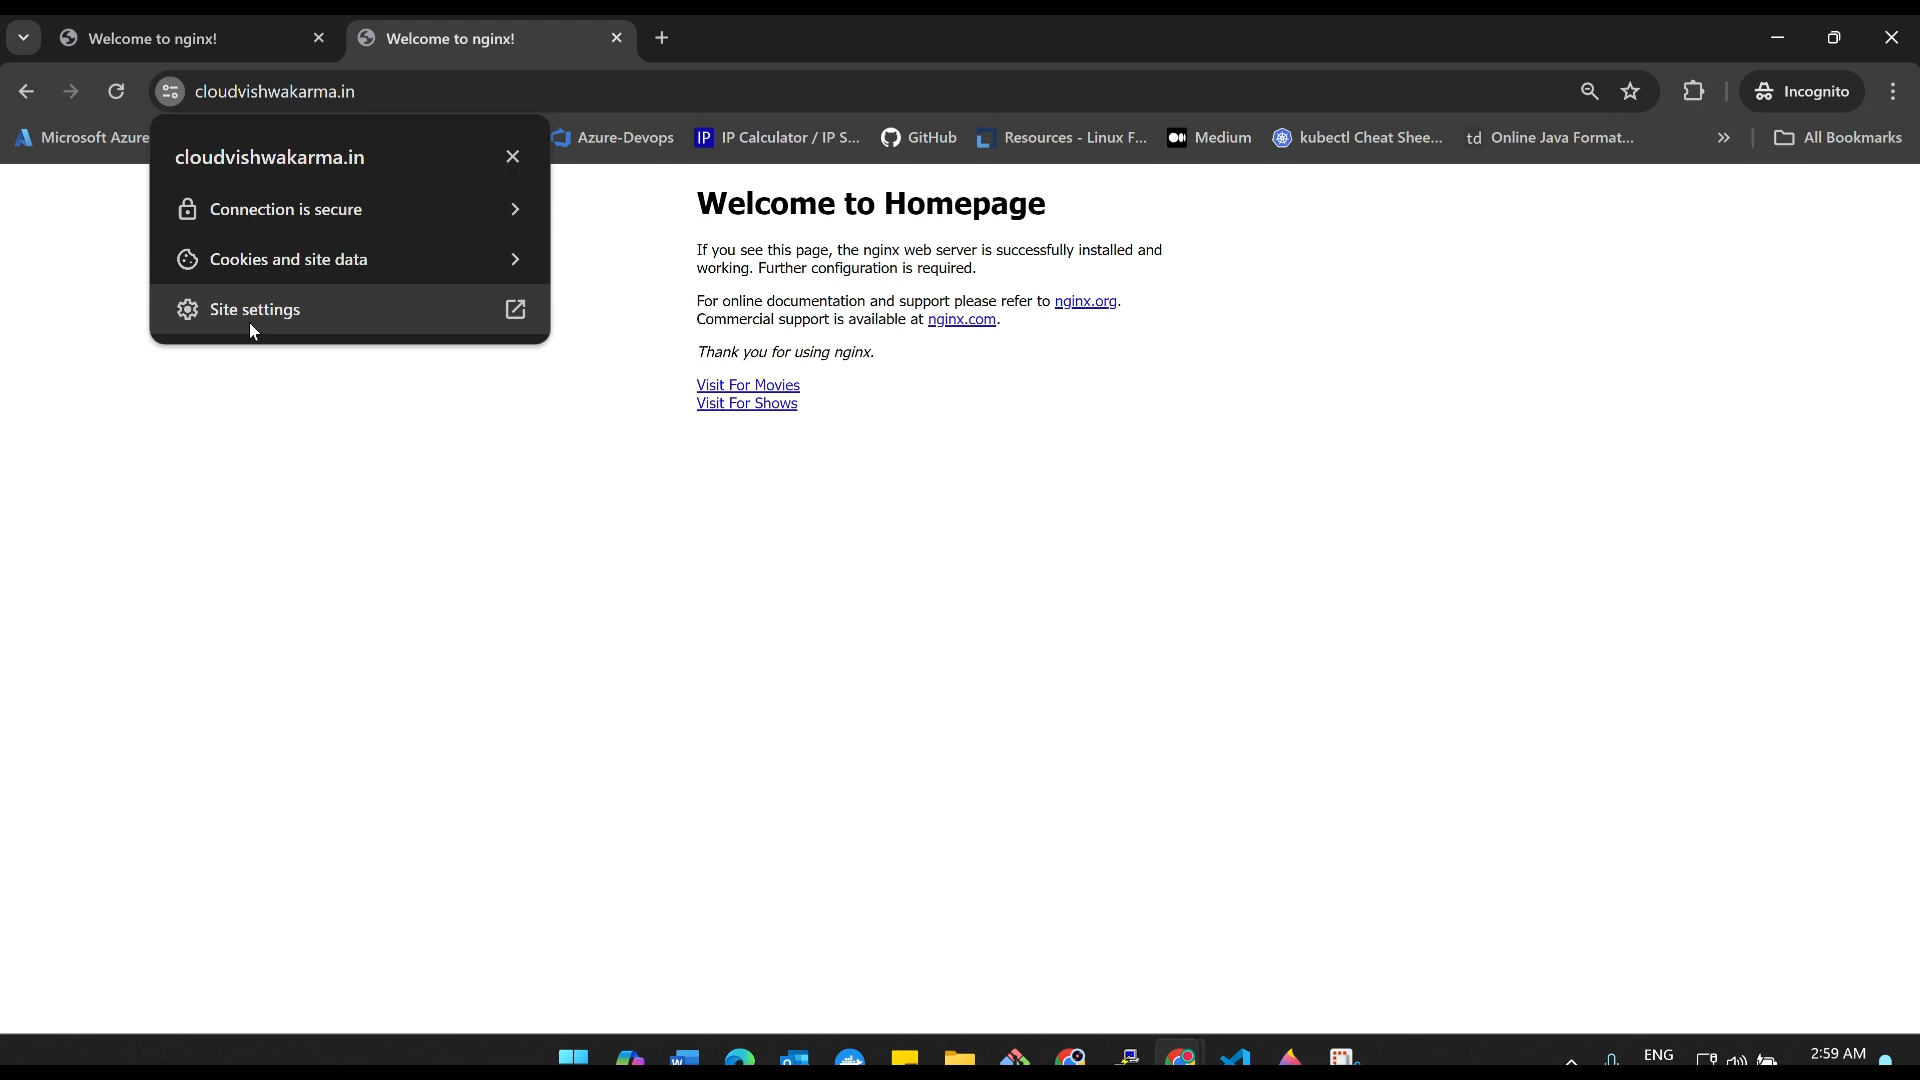 Welcome to nginx!
Welcome to nginx!
cloudvishwakarma.in
Incognito
Microsoft Azure
Azure-Devops
IP IP Calculator / IP S...
GitHub
Resources - Linux F...
Medium
kubectl Cheat Shee...
td Online Java Format...
All Bookmarks
cloudvishwakarma.in
Connection is secure
Cookies and site data
Site settings
Welcome to Homepage
If you see this page, the nginx web server is successfully installed and
working. Further configuration is required.
For online documentation and support please refer to nginx.org.
Commercial support is available at nginx.com.
Thank you for using nginx.
Visit For Movies
Visit For Shows
ENG
2:59 AM